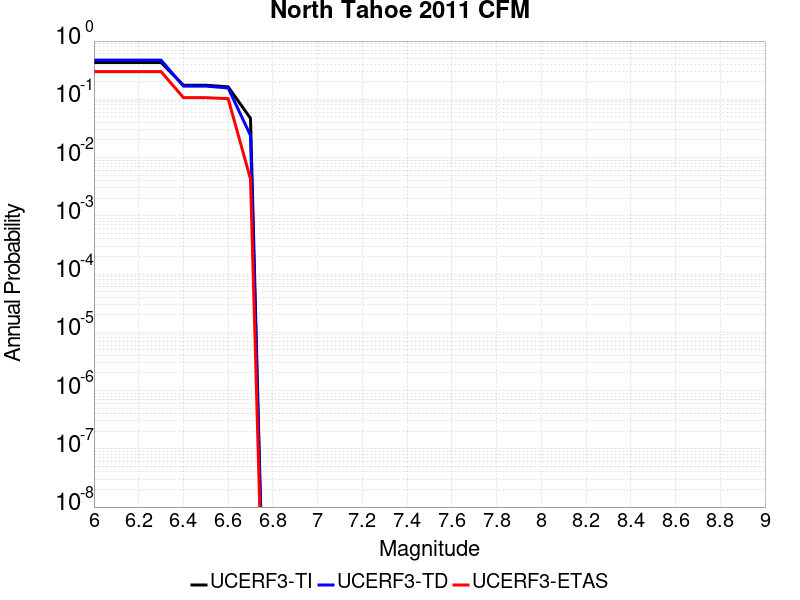 North Tahoe 2011 CFM
Annual Probability
10^0
10^-1
10^-2
10^-3
10^-4
10^-5
10^-6
10^-7
10^-8
6 6.2 6.4 6.6 6.8 7 7.2 7.4 7.6 7.8 8 8.2 8.4 8.6 8.8 9
Magnitude
UCERF3-TI UCERF3-TD UCERF3-ETAS